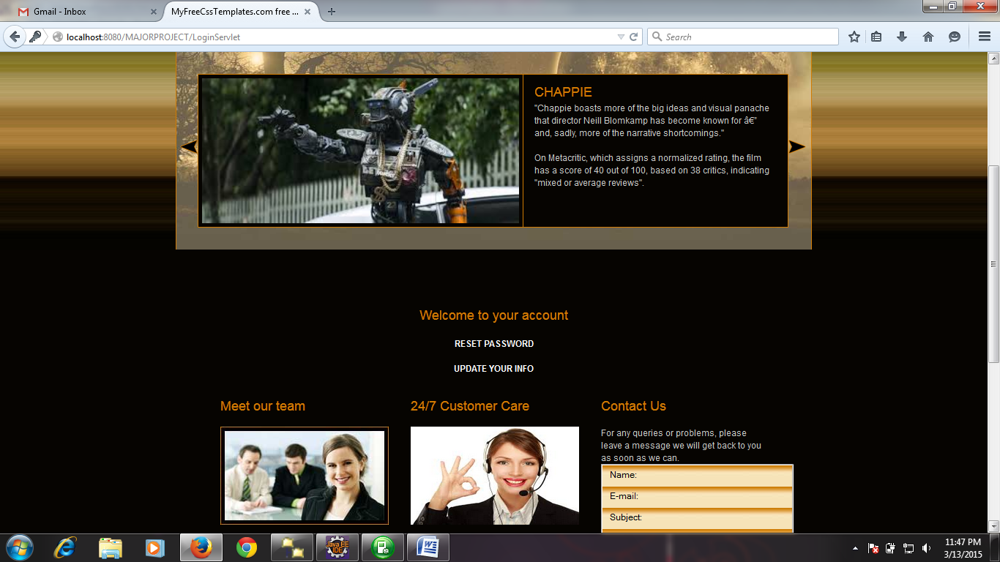 Gmail - Inbox
MyFreeCssTemplates.com free ...
localhost:8080/MAJORPROJECT/LoginServlet
Search
CHAPPIE
"Chappie boasts more of the big ideas and visual panache
that director Neill Blomkamp has become known for â€"
and, sadly, more of the narrative shortcomings."
On Metacritic, which assigns a normalized rating, the film
has a score of 40 out of 100, based on 38 critics, indicating
"mixed or average reviews".
Welcome to your account
RESET PASSWORD
UPDATE YOUR INFO
Meet our team
24/7 Customer Care
Contact Us
For any queries or problems, please
leave a message we will get back to you
as soon as we can.
Name:
E-mail:
Subject:
Java EE
IDE
11:47 PM
3/13/2015